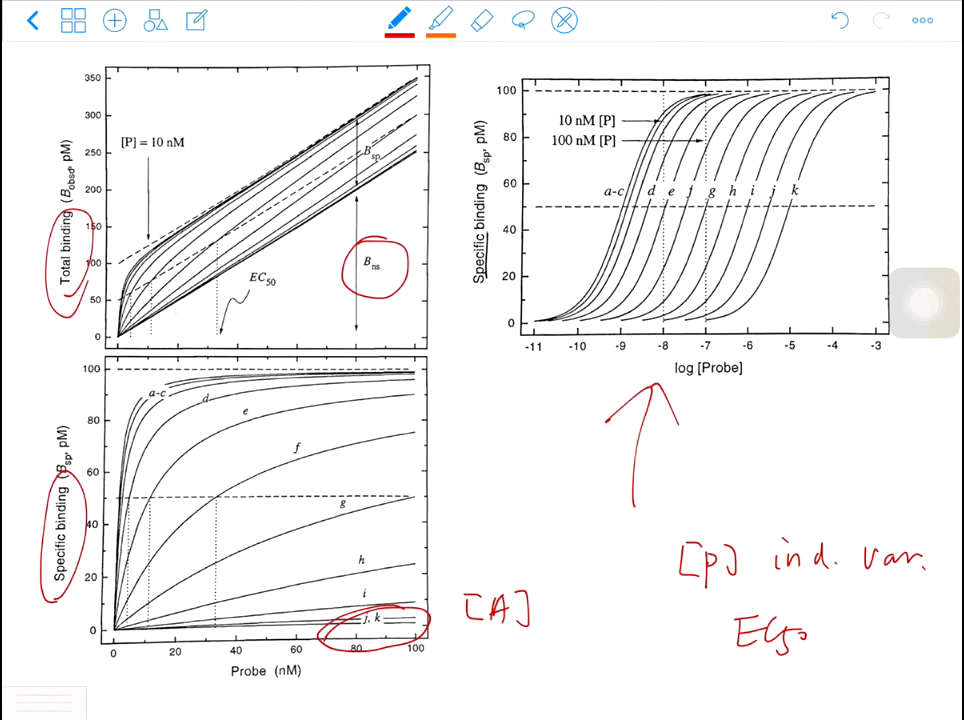 350
300
250
200
150
100
50
0
Total binding (Bobsd, pM)
[P] = 10 nM
Bsp
Bns
EC50
100
80
60
40
20
0
Specific binding (Bsp, pM)
a-c
d
e
f
g
h
i
j, k
0 20 40 60 80 100
Probe (nM)
100
80
60
40
20
0
Specific binding (Bsp, pM)
10 nM [P]
100 nM [P]
a-c d e f g h i j k
-11 -10 -9 -8 -7 -6 -5 -4 -3
log [Probe]
[A]
[P] ind. var.
EC50